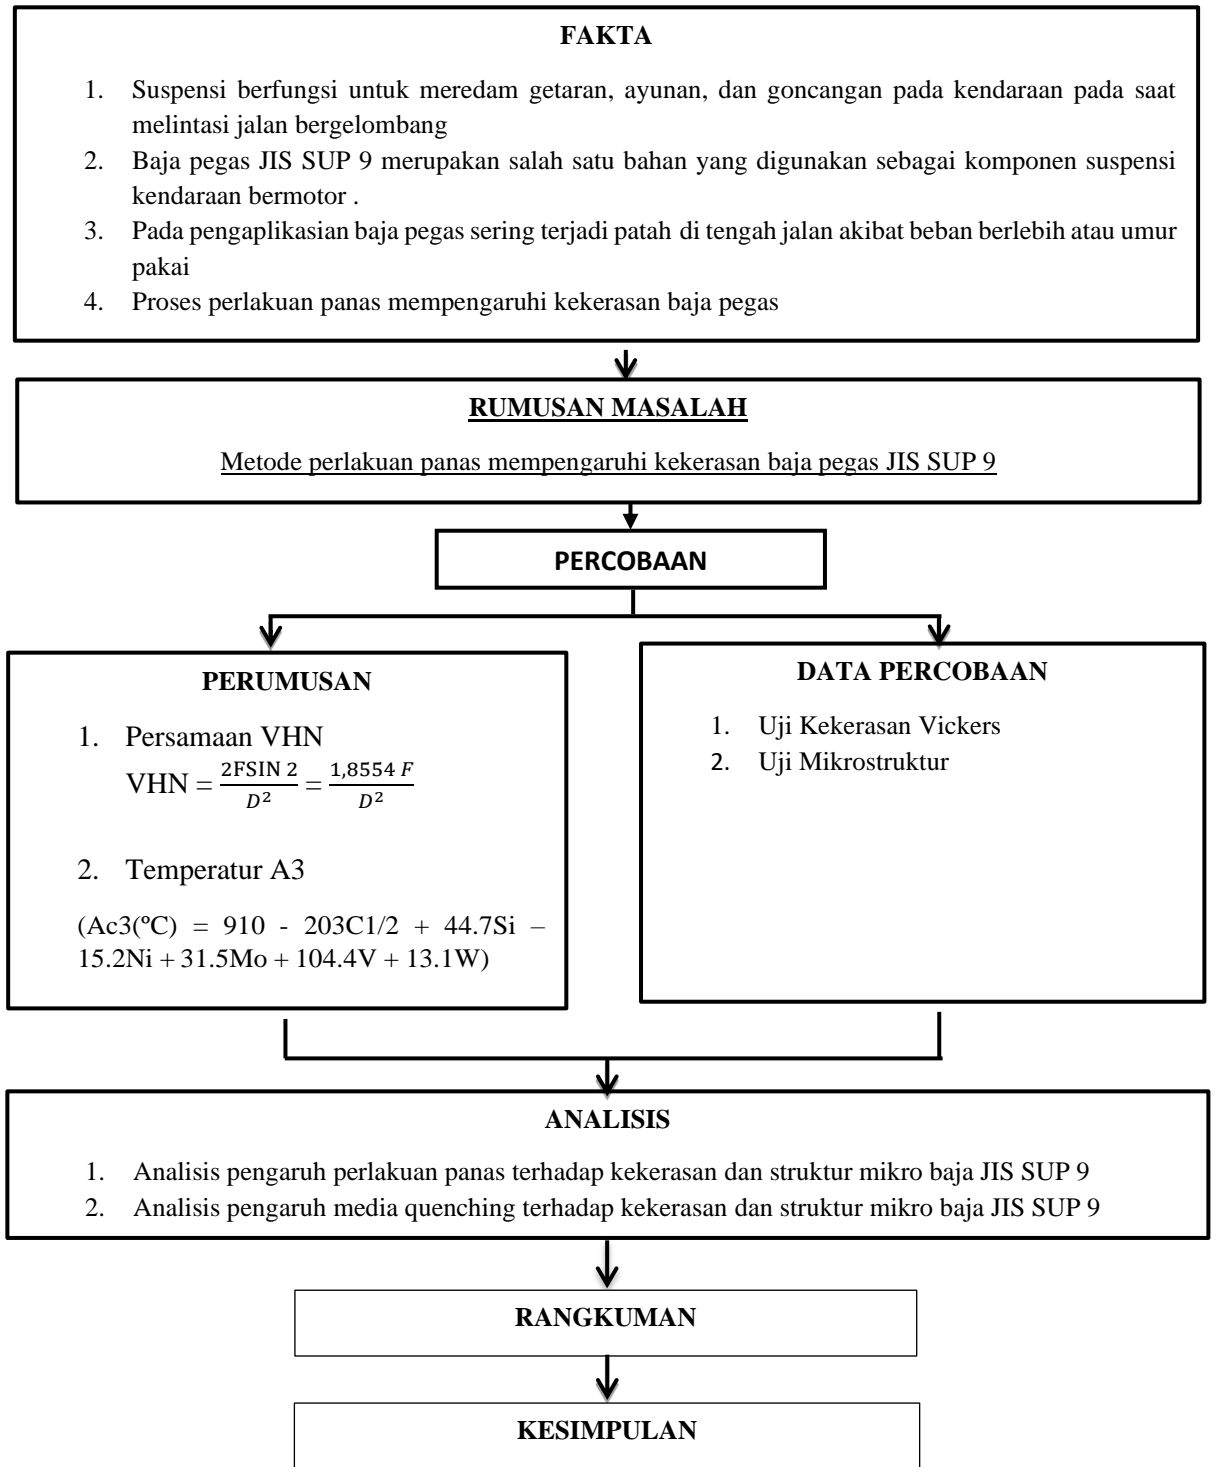 FAKTA
1. Suspensi berfungsi untuk meredam getaran, ayunan, dan goncangan pada kendaraan pada saat
melintasi jalan bergelombang
2. Baja pegas JIS SUP 9 merupakan salah satu bahan yang digunakan sebagai komponen suspensi
kendaraan bermotor .
3. Pada pengaplikasian baja pegas sering terjadi patah di tengah jalan akibat beban berlebih atau umur
pakai
4. Proses perlakuan panas mempengaruhi kekerasan baja pegas
RUMUSAN MASALAH
Metode perlakuan panas mempengaruhi kekerasan baja pegas JIS SUP 9
PERCOBAAN
PERUMUSAN
1. Persamaan VHN
VHN = 2FSIN 2 / D² = 1,8554 F / D²
2. Temperatur A3
(Ac3(ºC) = 910 - 203C1/2 + 44.7Si –
15.2Ni + 31.5Mo + 104.4V + 13.1W)
DATA PERCOBAAN
1. Uji Kekerasan Vickers
2. Uji Mikrostruktur
ANALISIS
1. Analisis pengaruh perlakuan panas terhadap kekerasan dan struktur mikro baja JIS SUP 9
2. Analisis pengaruh media quenching terhadap kekerasan dan struktur mikro baja JIS SUP 9
RANGKUMAN
KESIMPULAN